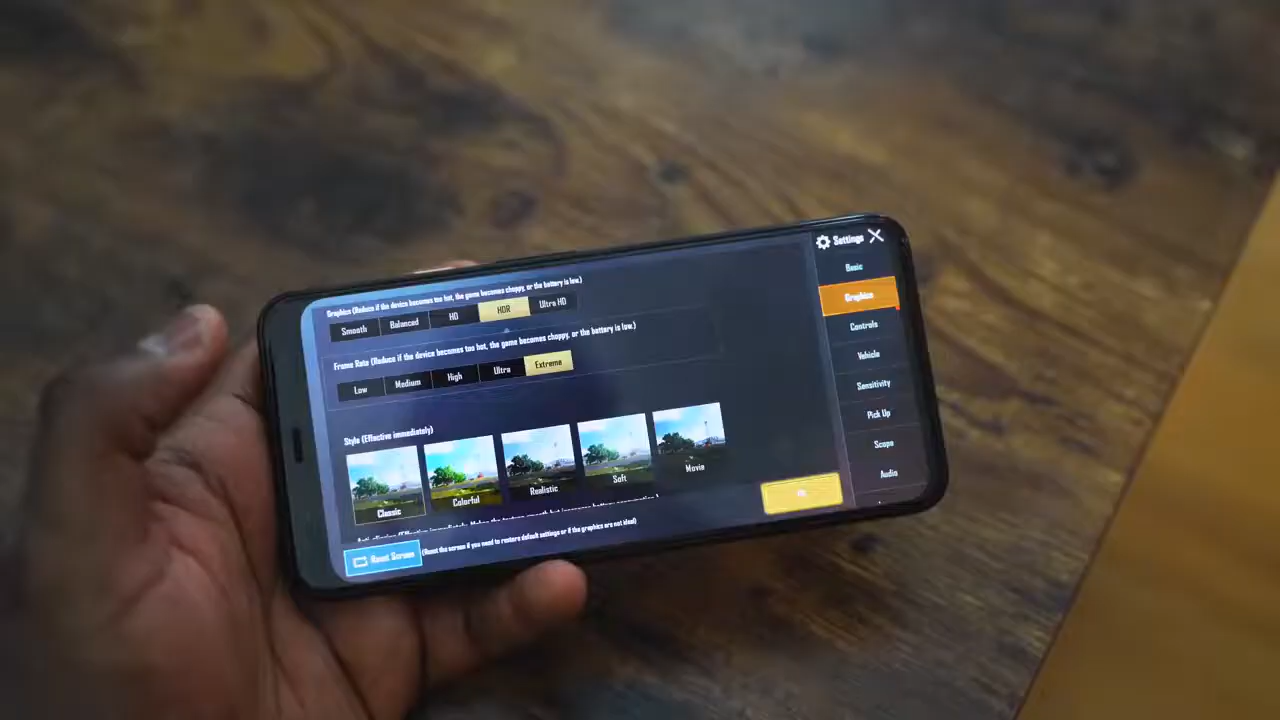 Graphics (Reduce if the device becomes too hot, the game becomes choppy, or the battery is low.)
Smooth Balanced HD HDR Ultra HD
Frame Rate (Reduce if the device becomes too hot, the game becomes choppy, or the battery is low.)
Low Medium High Ultra Extreme
Style (Effective immediately)
Classic Colorful Realistic Soft Movie
Reset Screen (Reset the screen if you need to restore default settings or if the graphics are not ideal)
Settings
Basic
Graphics
Controls
Vehicle
Sensitivity
Pick Up
Scope
Audio